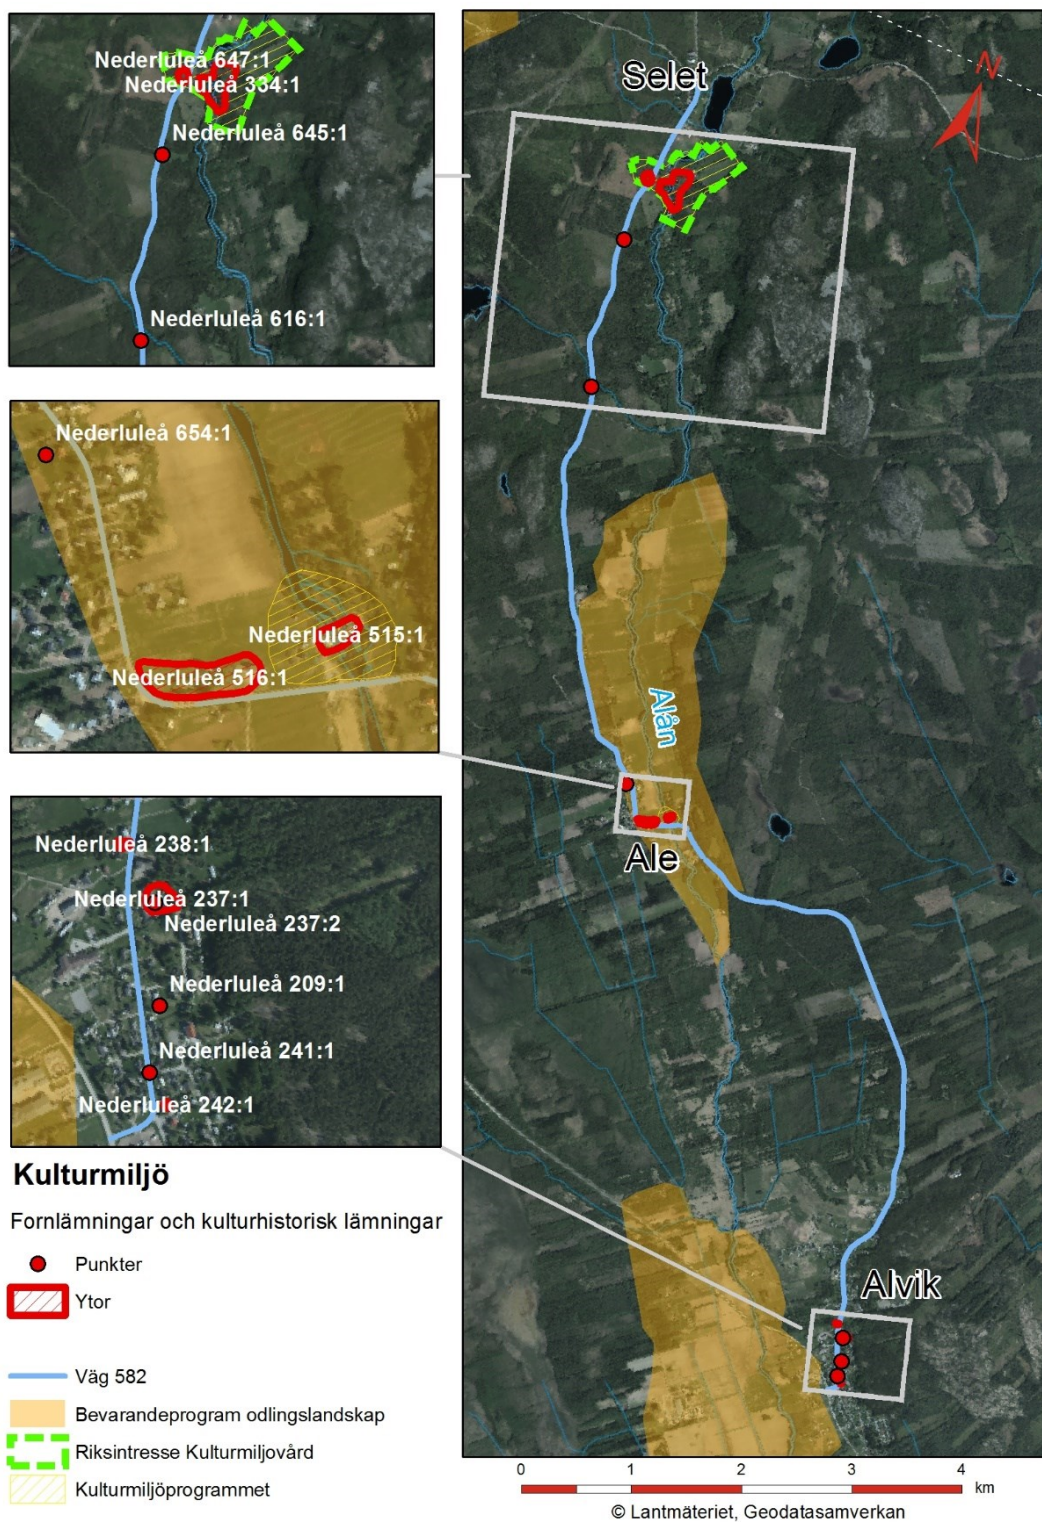 Nederluleå 647:1
Nederluleå 334:1
Nederluleå 645:1
Nederluleå 616:1
Nederluleå 654:1
Nederluleå 515:1
Nederluleå 516:1
Nederluleå 238:1
Nederluleå 237:1
Nederluleå 237:2
Nederluleå 209:1
Nederluleå 241:1
Nederluleå 242:1
Kulturmiljö
Fornlämningar och kulturhistorisk lämningar
Punkter
Ytor
Väg 582
Bevarandeprogram odlingslandskap
Riksintresse Kulturmiljovård
Kulturmiljöprogrammet
Selet
N
Alån
Ale
Alvik
0 1 2 3 4
km
© Lantmäteriet, Geodatasamverkan